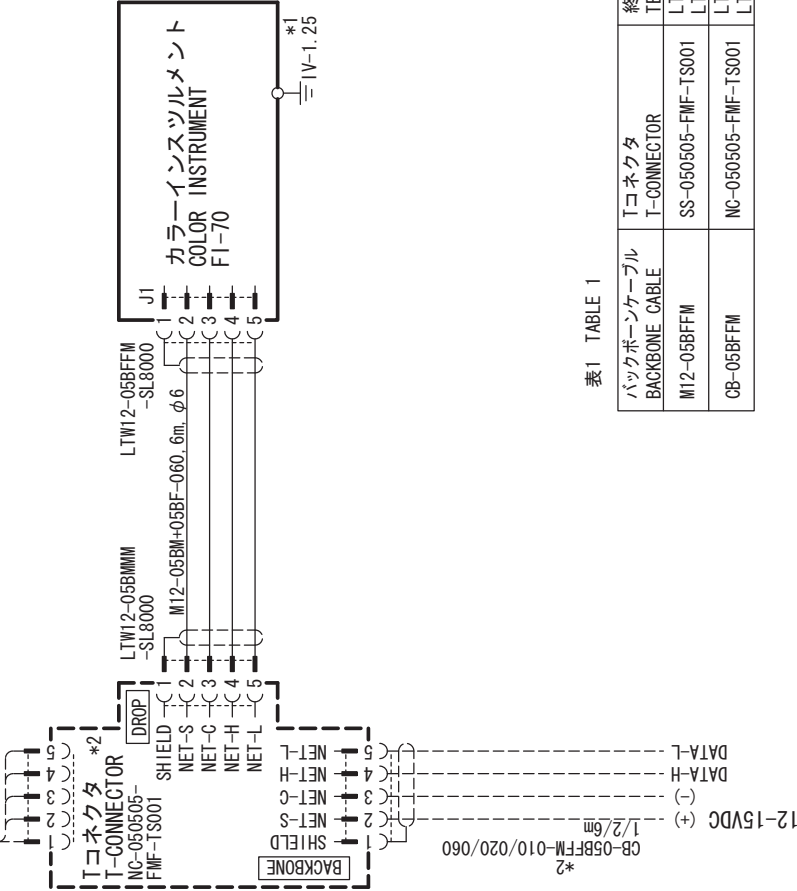 カラーインスツルメント
COLOR INSTRUMENT
FI-70
J1
1
2
3
4
5
*1
IV-1.25
LTW12-05BFFM
-SL8000
M12-05BM+05BF-060, 6m, φ6
LTW12-05BMMM
-SL8000
DROP
1
2
3
4
5
SHIELD
NET-S
NET-C
NET-H
NET-L
Tコネクタ *2
T-CONNECTOR
NC-050505-
FMF-TS001
1
2
3
4
5
BACKBONE
SHIELD
NET-S
NET-C
NET-H
NET-L
1
2
3
4
5
*2
CB-05BFFM-010/020/060
1/2/6m
12-15VDC
(+)
(-)
DATA-H
DATA-L
表1 TABLE 1
バックボーンケーブル
BACKBONE CABLE
Tコネクタ
T-CONNECTOR
終
TE
M12-05BFFM
SS-050505-FMF-TS001
CB-05BFFM
NC-050505-FMF-TS001